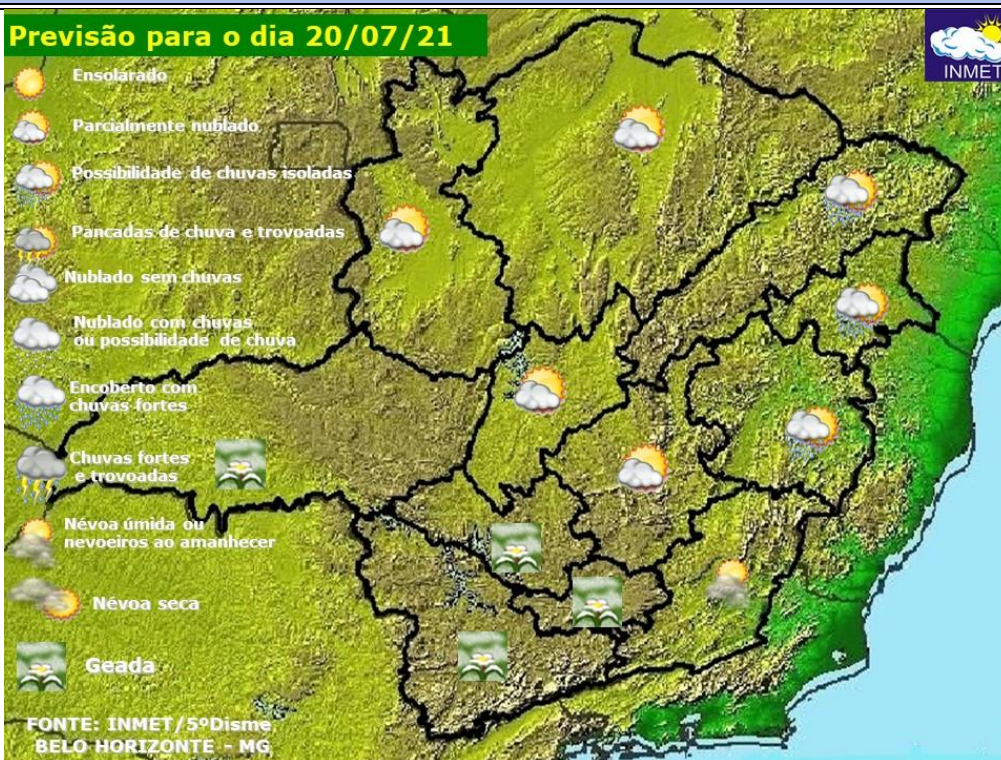 Previsão para o dia 20/07/21
INMET
Ensolarado
Parcialmente nublado
Possibilidade de chuvas isoladas
Pancadas de chuva e trovoadas
Nublado sem chuvas
Nublado com chuvas
ou possibilidade de chuva
Encoberto com
chuvas fortes
Chuvas fortes
e trovoadas
Névoa úmida ou
nevoeiros ao amanhecer
Névoa seca
Geada
FONTE: INMET/5ºDisme
BELO HORIZONTE - MG